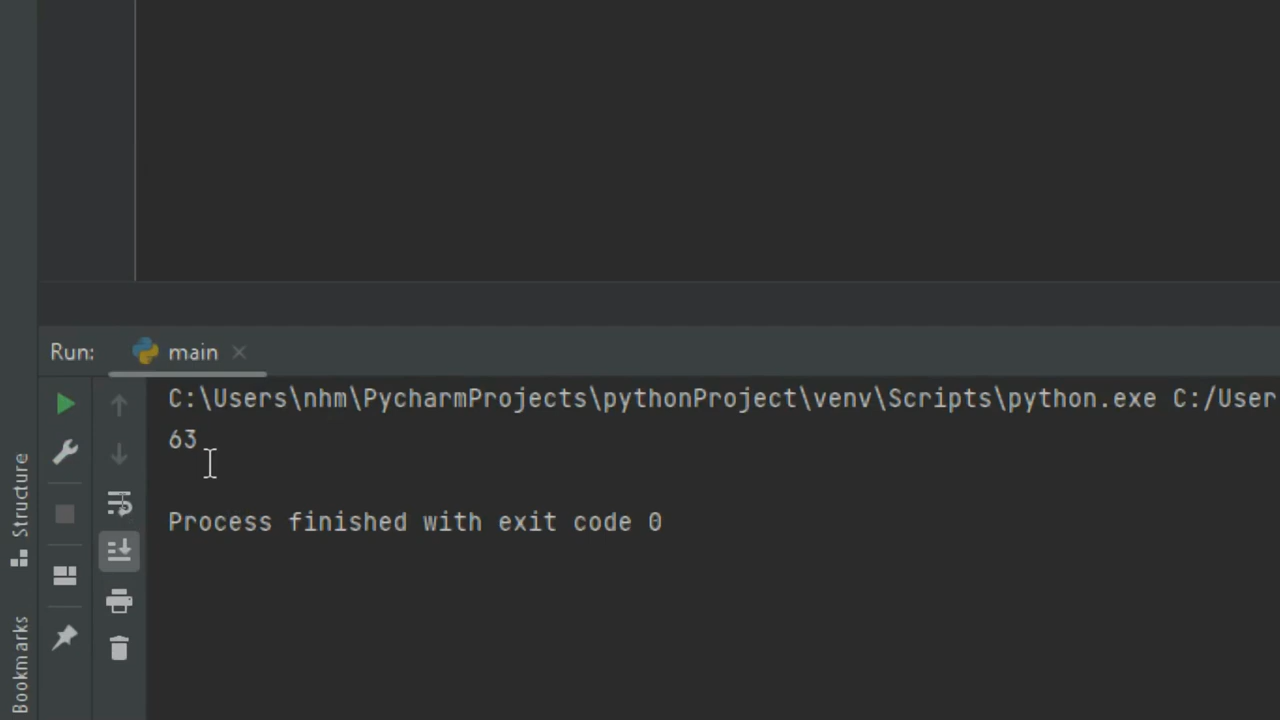 Run: main
C:\Users\nhm\PycharmProjects\pythonProject\venv\Scripts\python.exe C:/User
63
Process finished with exit code 0
Structure
Bookmarks